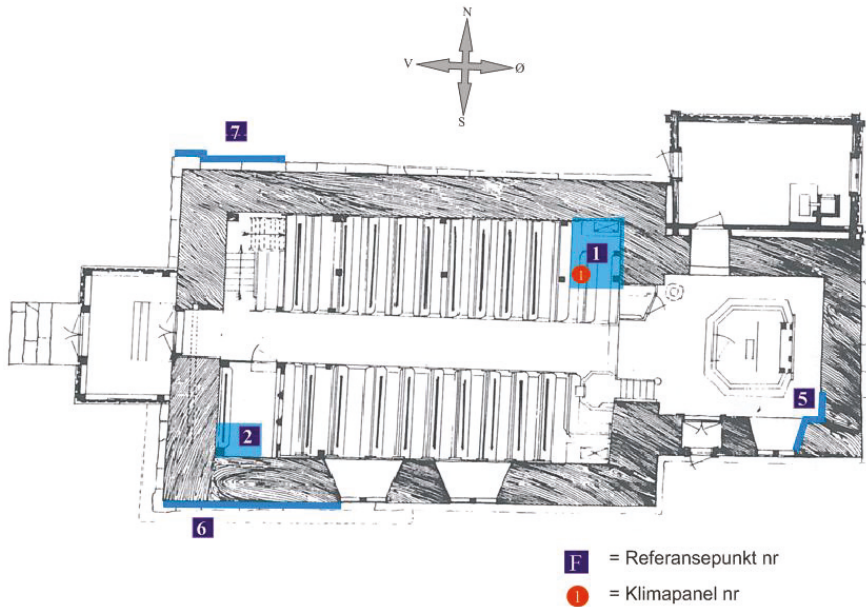 N
V
Ø
S
7
1
1
5
2
6
F = Referansepunkt nr
1 = Klimapanel nr